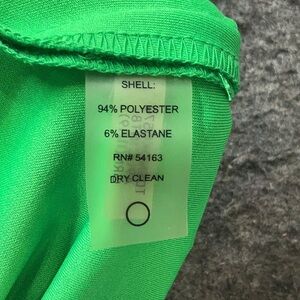 SHELL:
94% POLYESTER
6% ELASTANE
RN# 54163
DRY CLEAN